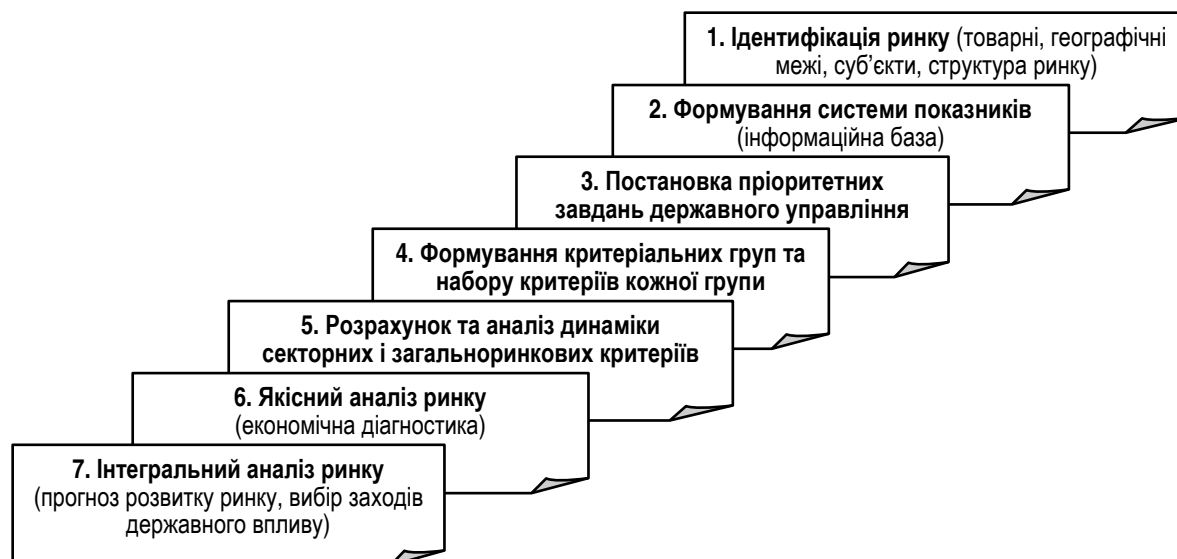 1. Ідентифікація ринку (товарні, географічні
межі, суб’єкти, структура ринку)
2. Формування системи показників
(інформаційна база)
3. Постановка пріоритетних
завдань державного управління
4. Формування критеріальних груп та
набору критеріїв кожної групи
5. Розрахунок та аналіз динаміки
секторних і загальноринкових критеріїв
6. Якісний аналіз ринку
(економічна діагностика)
7. Інтегральний аналіз ринку
(прогноз розвитку ринку, вибір заходів
державного впливу)